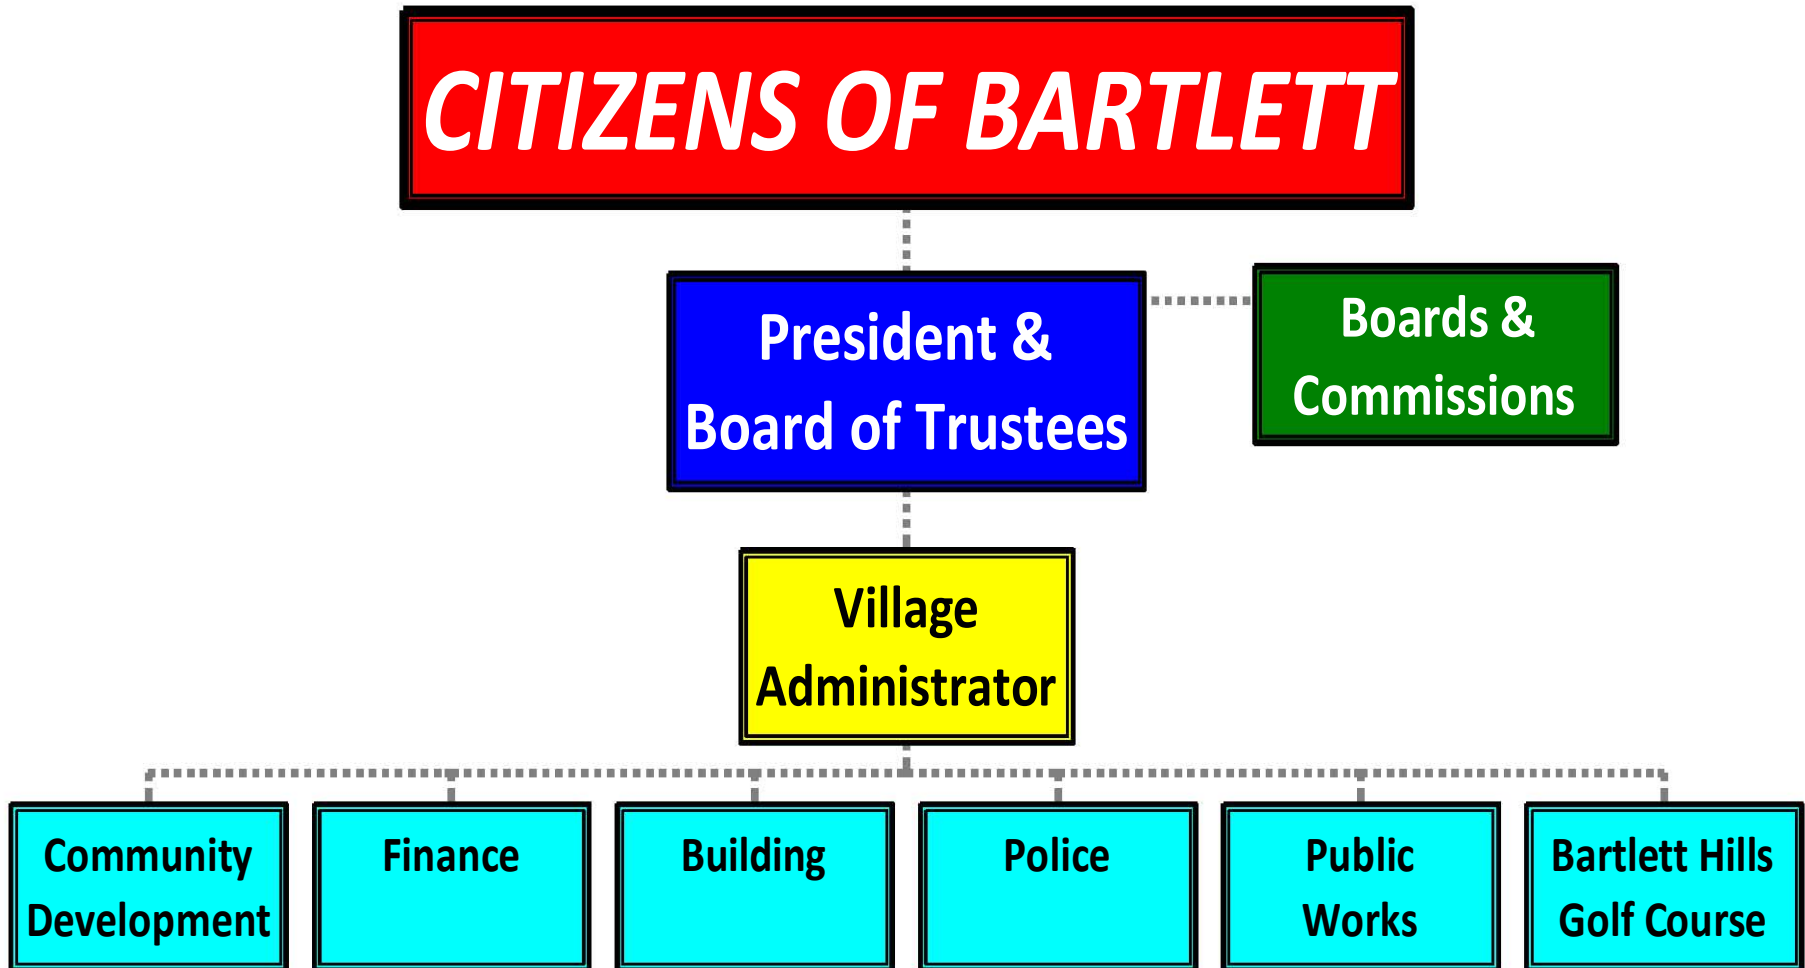 CITIZENS OF BARTLETT
President &
Board of Trustees
Boards &
Commissions
Village
Administrator
Community
Development
Finance
Building
Police
Public
Works
Bartlett Hills
Golf Course